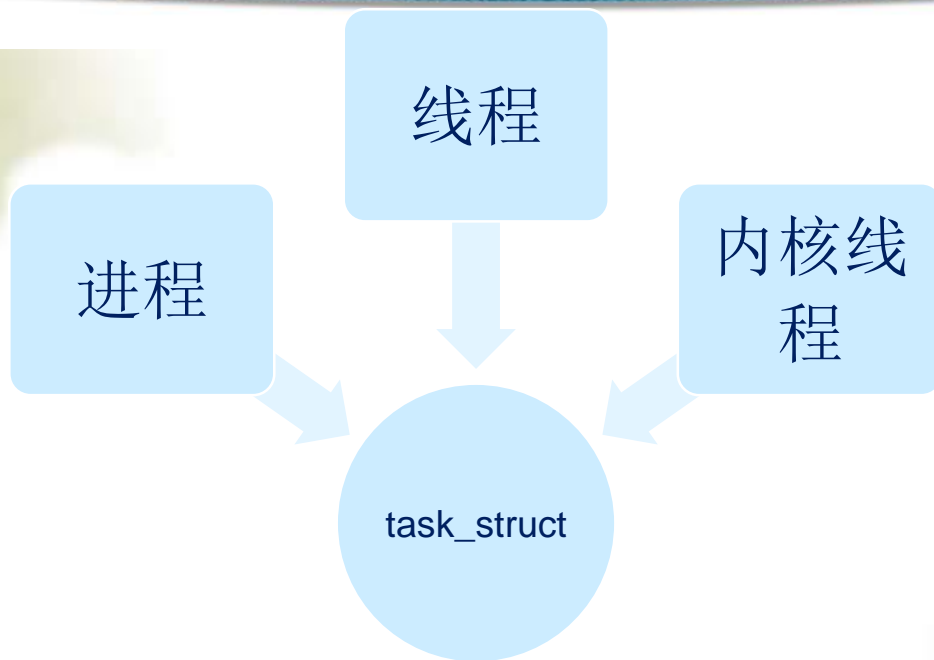 线程
进程
内核线
程
task_struct